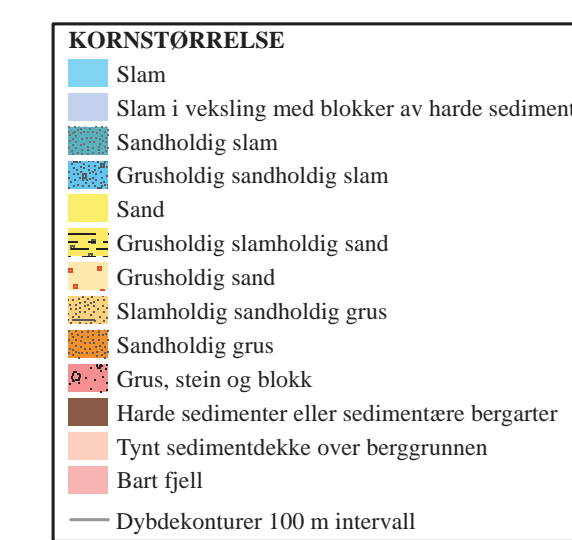 KORNSTØRRELSE
Slam
Slam i veksling med blokker av harde sediment
Sandholdig slam
Grusholdig sandholdig slam
Sand
Grusholdig slamholdig sand
Grusholdig sand
Slamholdig sandholdig grus
Sandholdig grus
Grus, stein og blokk
Harde sedimenter eller sedimentære bergarter
Tynt sedimentdekke over berggrunnen
Bart fjell
Dybdekonturer 100 m intervall